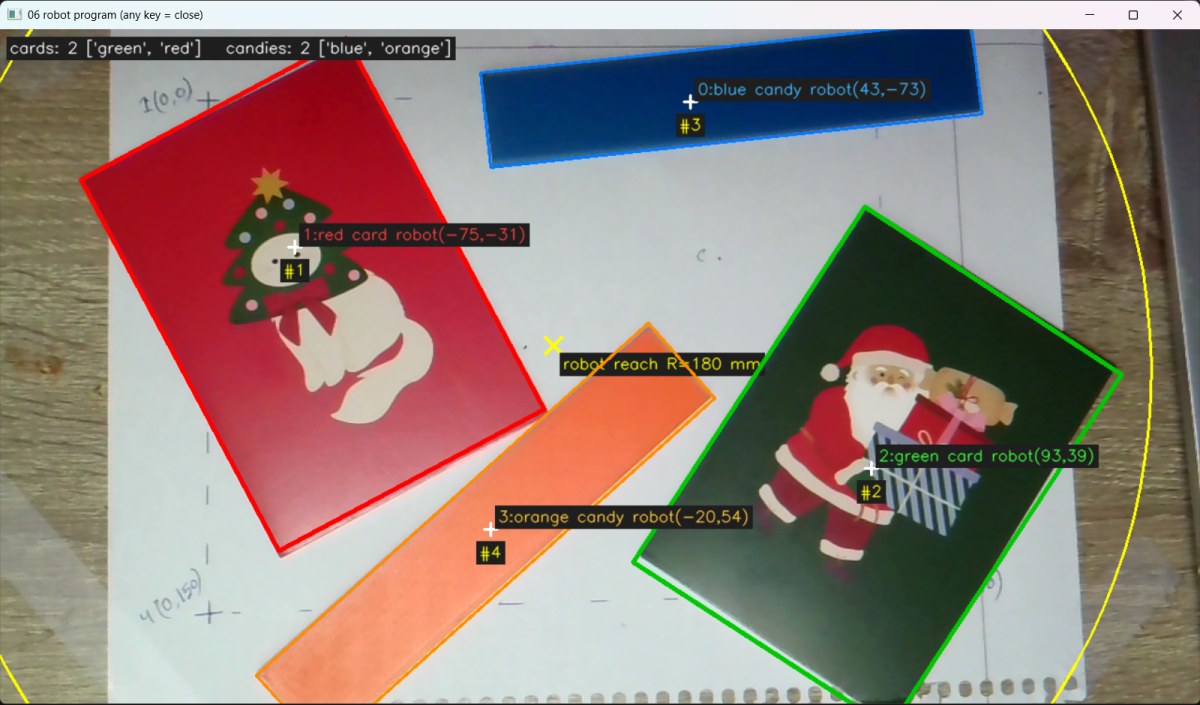 06 robot program (any key = close)
cards: 2 ['green', 'red'] candies: 2 ['blue', 'orange']
1(0,0)
0:blue candy robot(43,−73)
#3
1:red card robot(−75,−31)
#1
c.
robot reach R=180 mm
2:green card robot(93,39)
#2
3:orange candy robot(−20,54)
#4
4(0,150)